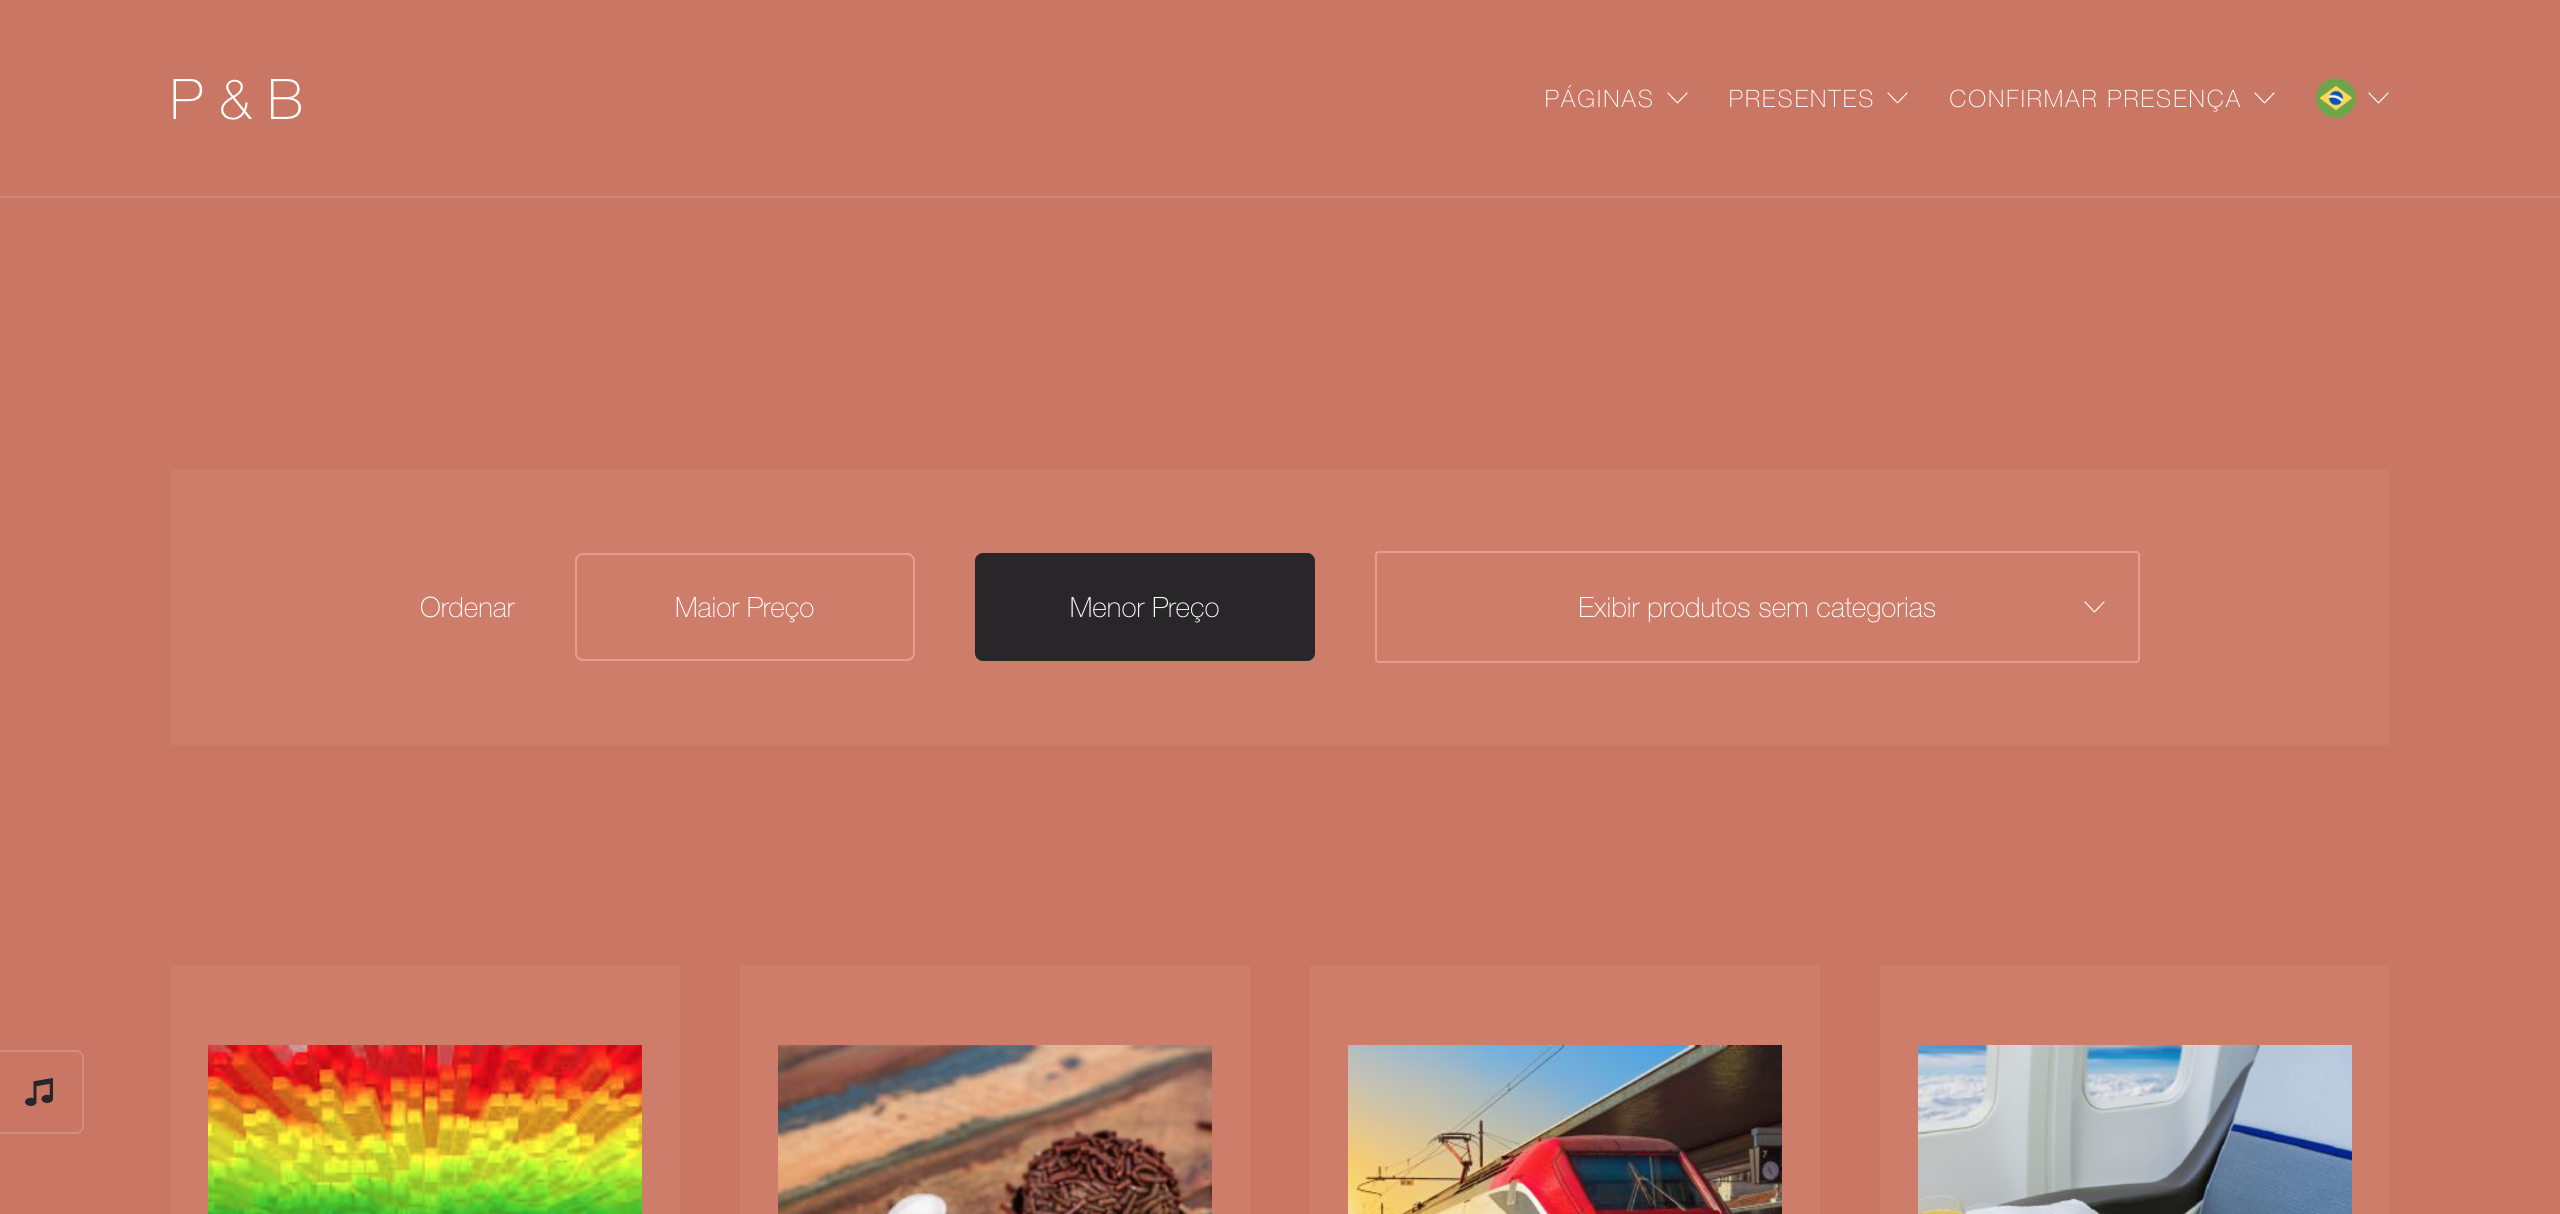 P & B
PÁGINAS
PRESENTES
CONFIRMAR PRESENÇA
Ordenar
Maior Preço
Menor Preço
Exibir produtos sem categorias